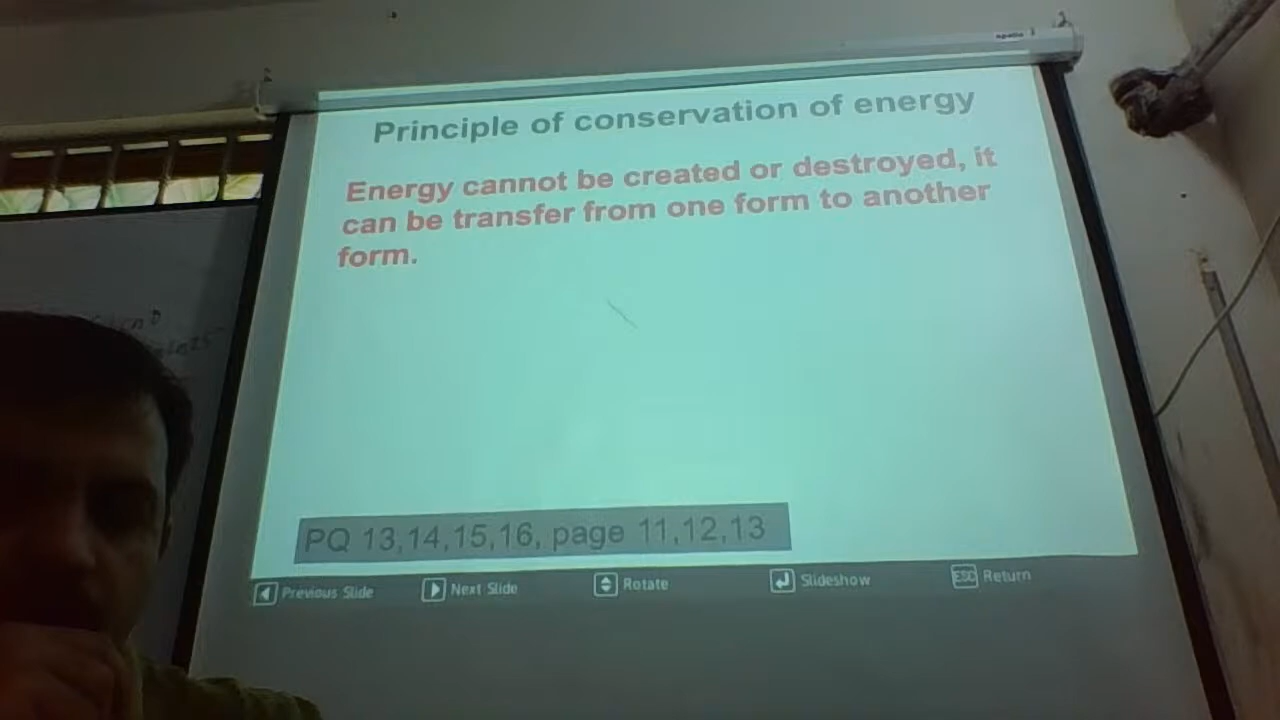 Principle of conservation of energy
Energy cannot be created or destroyed, it
can be transfer from one form to another
form.
PQ 13,14,15,16, page 11,12,13
Previous Slide Next Slide Rotate Slideshow ESC Return